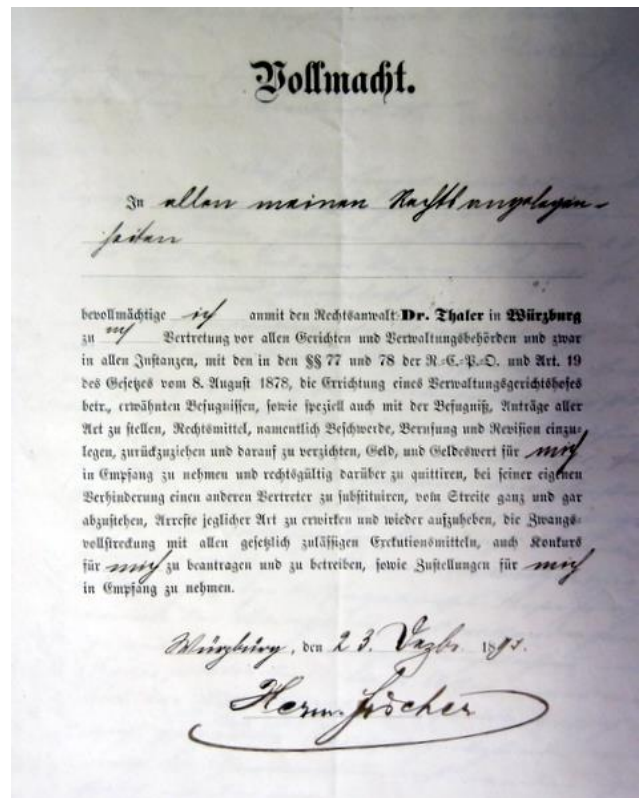 Vollmacht.
In allen meinen Rechtsangelegen-
heiten
bevollmächtige ich anmit den Rechtsanwalt Dr. Thaler in Würzburg
zu Vertretung vor allen Gerichten und Verwaltungsbehörden und zwar
in allen Instanzen, mit den in den §§ 77 und 78 der R.-C.-P.-O. und Art. 19
des Gesetzes vom 8. August 1878, die Errichtung eines Verwaltungsgerichtshofes
betr., erwähnten Befugnissen, sowie speziell auch mit der Befugniß, Anträge aller
Art zu stellen, Rechtsmittel, namentlich Beschwerde, Berufung und Revision einzu-
legen, zurückzuziehen und darauf zu verzichten, Geld, und Geldeswert für mich
in Empfang zu nehmen und rechtsgültig darüber zu quittiren, bei seiner eigenen
Verhinderung einen anderen Vertreter zu substituiren, vom Streite ganz und gar
abzustehen, Arreste jeglicher Art zu erwirken und wieder aufzuheben, die Zwangs-
vollstreckung mit allen gesetzlich zulässigen Exekutionsmitteln, auch Konkurs
für mich zu beantragen und zu betreiben, sowie Zustellungen für mich
in Empfang zu nehmen.
Würzburg, den 23. Dezbr. 189
Herm.